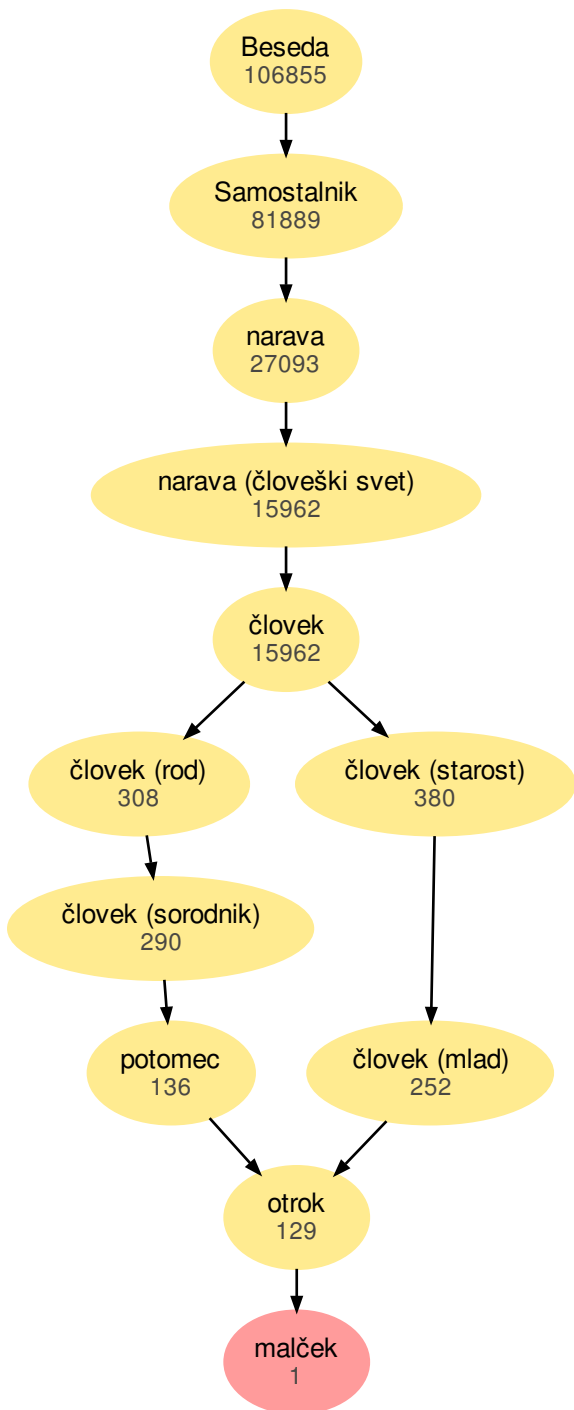 Beseda
106855
Samostalnik
81889
narava
27093
narava (človeški svet)
15962
človek
15962
človek (rod)
308
človek (starost)
380
človek (sorodnik)
290
potomec
136
človek (mlad)
252
otrok
129
malček
1